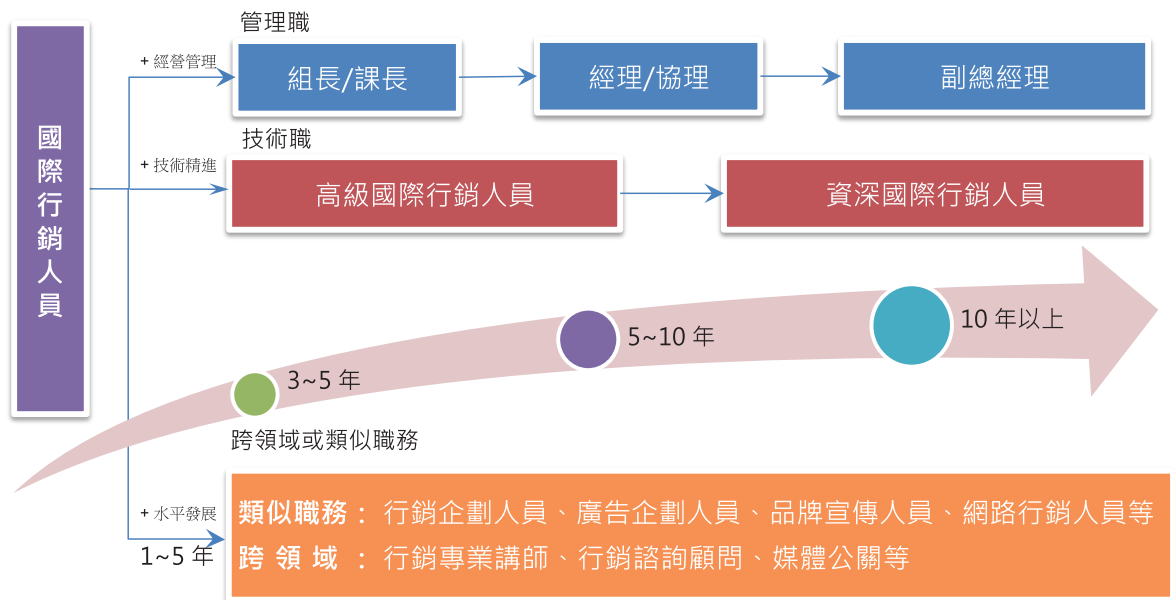 國際行銷人員
管理職
+ 經營管理
組長/課長
經理/協理
副總經理
技術職
+ 技術精進
高級國際行銷人員
資深國際行銷人員
10 年以上
5~10 年
3~5 年
跨領域或類似職務
+ 水平發展
1~5 年
類似職務： 行銷企劃人員、廣告企劃人員、品牌宣傳人員、網路行銷人員等
跨 領 域 ： 行銷專業講師、行銷諮詢顧問、媒體公關等